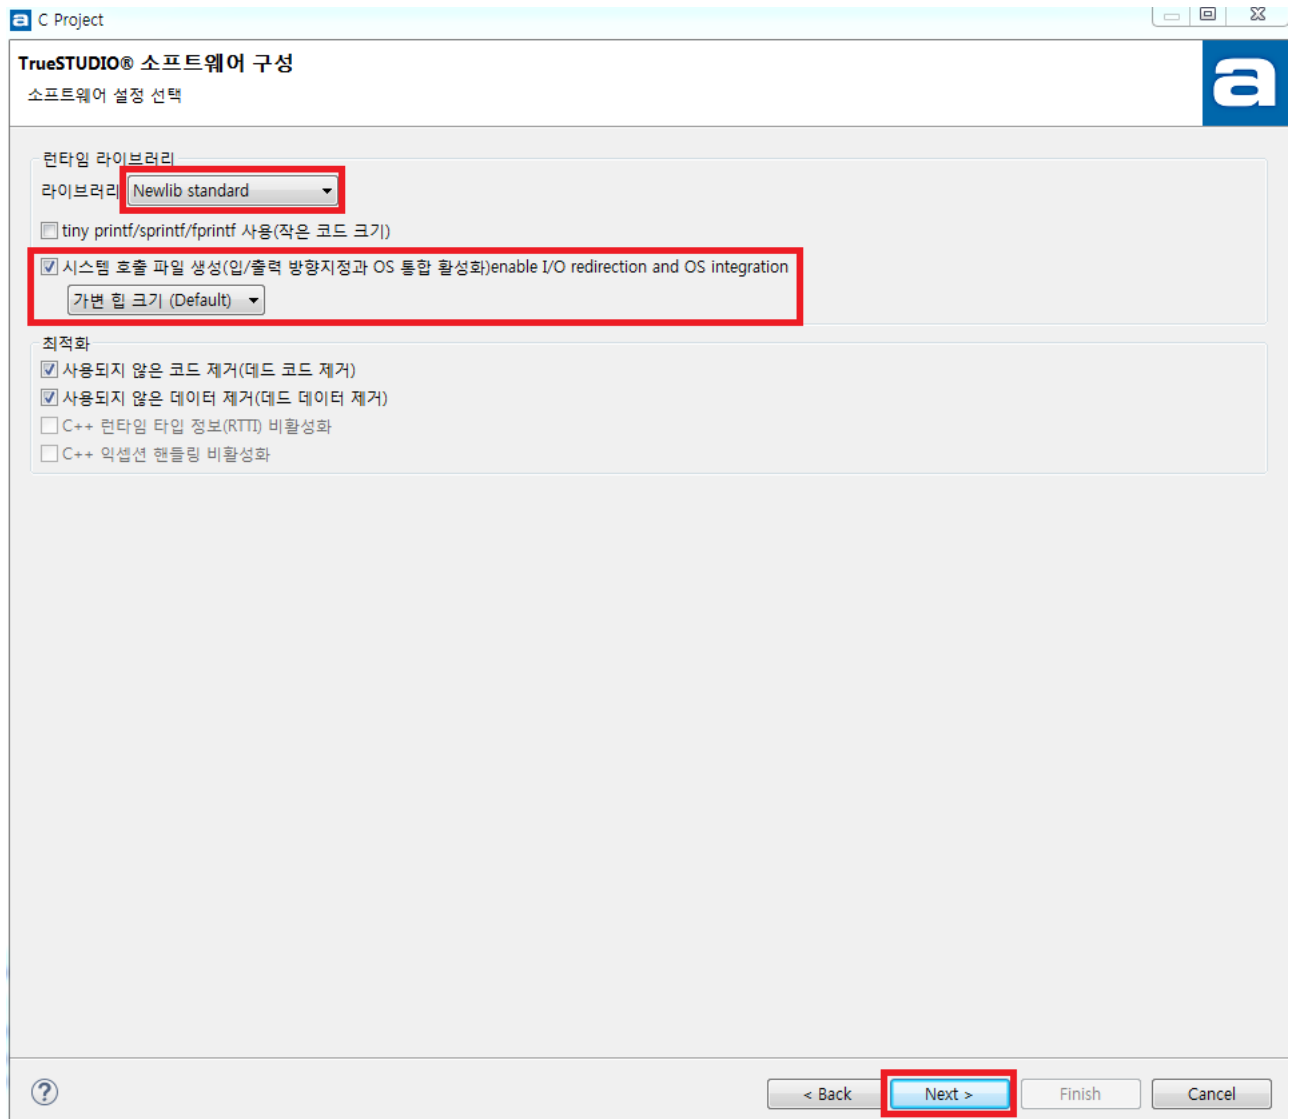 C Project
TrueSTUDIO® 소프트웨어 구성
소프트웨어 설정 선택
a
런타임 라이브러리
라이브러리 Newlib standard
tiny printf/sprintf/fprintf 사용(작은 코드 크기)
시스템 호출 파일 생성(입/출력 방향지정과 OS 통합 활성화)enable I/O redirection and OS integration
가변 힙 크기 (Default)
최적화
사용되지 않은 코드 제거(데드 코드 제거)
사용되지 않은 데이터 제거(데드 데이터 제거)
C++ 런타임 타입 정보(RTTI) 비활성화
C++ 익셉션 핸들링 비활성화
? < Back Next > Finish Cancel